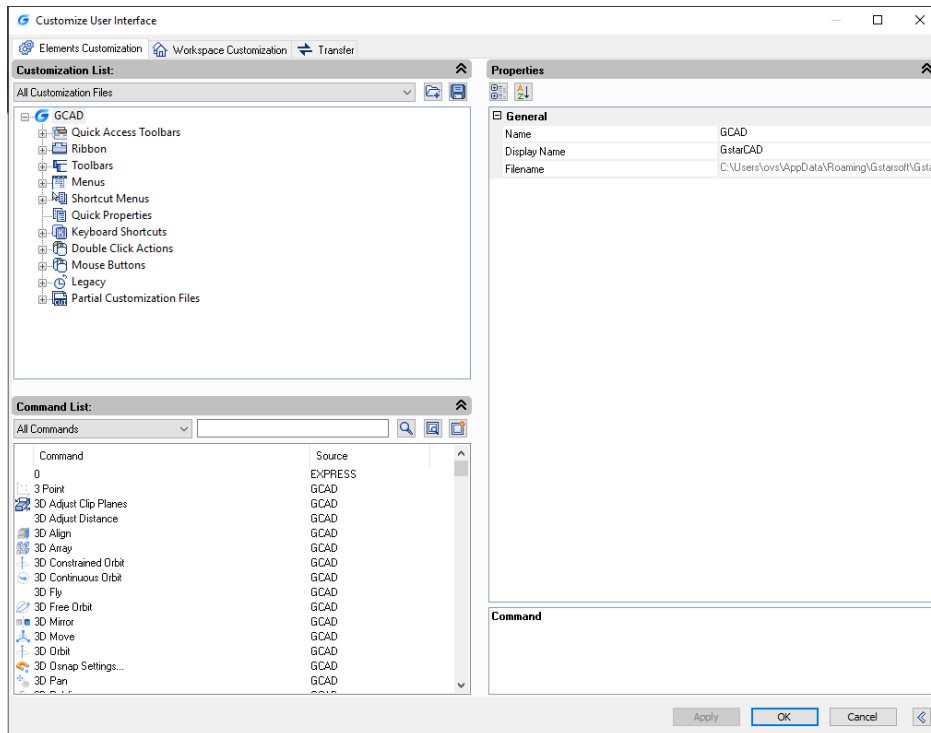 Customize User Interface
Elements Customization Workspace Customization Transfer
Customization List:
All Customization Files
GCAD
Quick Access Toolbars
Ribbon
Toolbars
Menus
Shortcut Menus
Quick Properties
Keyboard Shortcuts
Double Click Actions
Mouse Buttons
Legacy
Partial Customization Files
Command List:
All Commands
Command Source
0 EXPRESS
3 Point GCAD
3D Adjust Clip Planes GCAD
3D Adjust Distance GCAD
3D Align GCAD
3D Array GCAD
3D Constrained Orbit GCAD
3D Continuous Orbit GCAD
3D Fly GCAD
3D Free Orbit GCAD
3D Mirror GCAD
3D Move GCAD
3D Orbit GCAD
3D Osnap Settings... GCAD
3D Pan GCAD
Properties
General
Name GCAD
Display Name GstarCAD
Filename C:\Users\ovs\AppData\Roaming\Gstarsoft\Gsta
Command
Apply OK Cancel